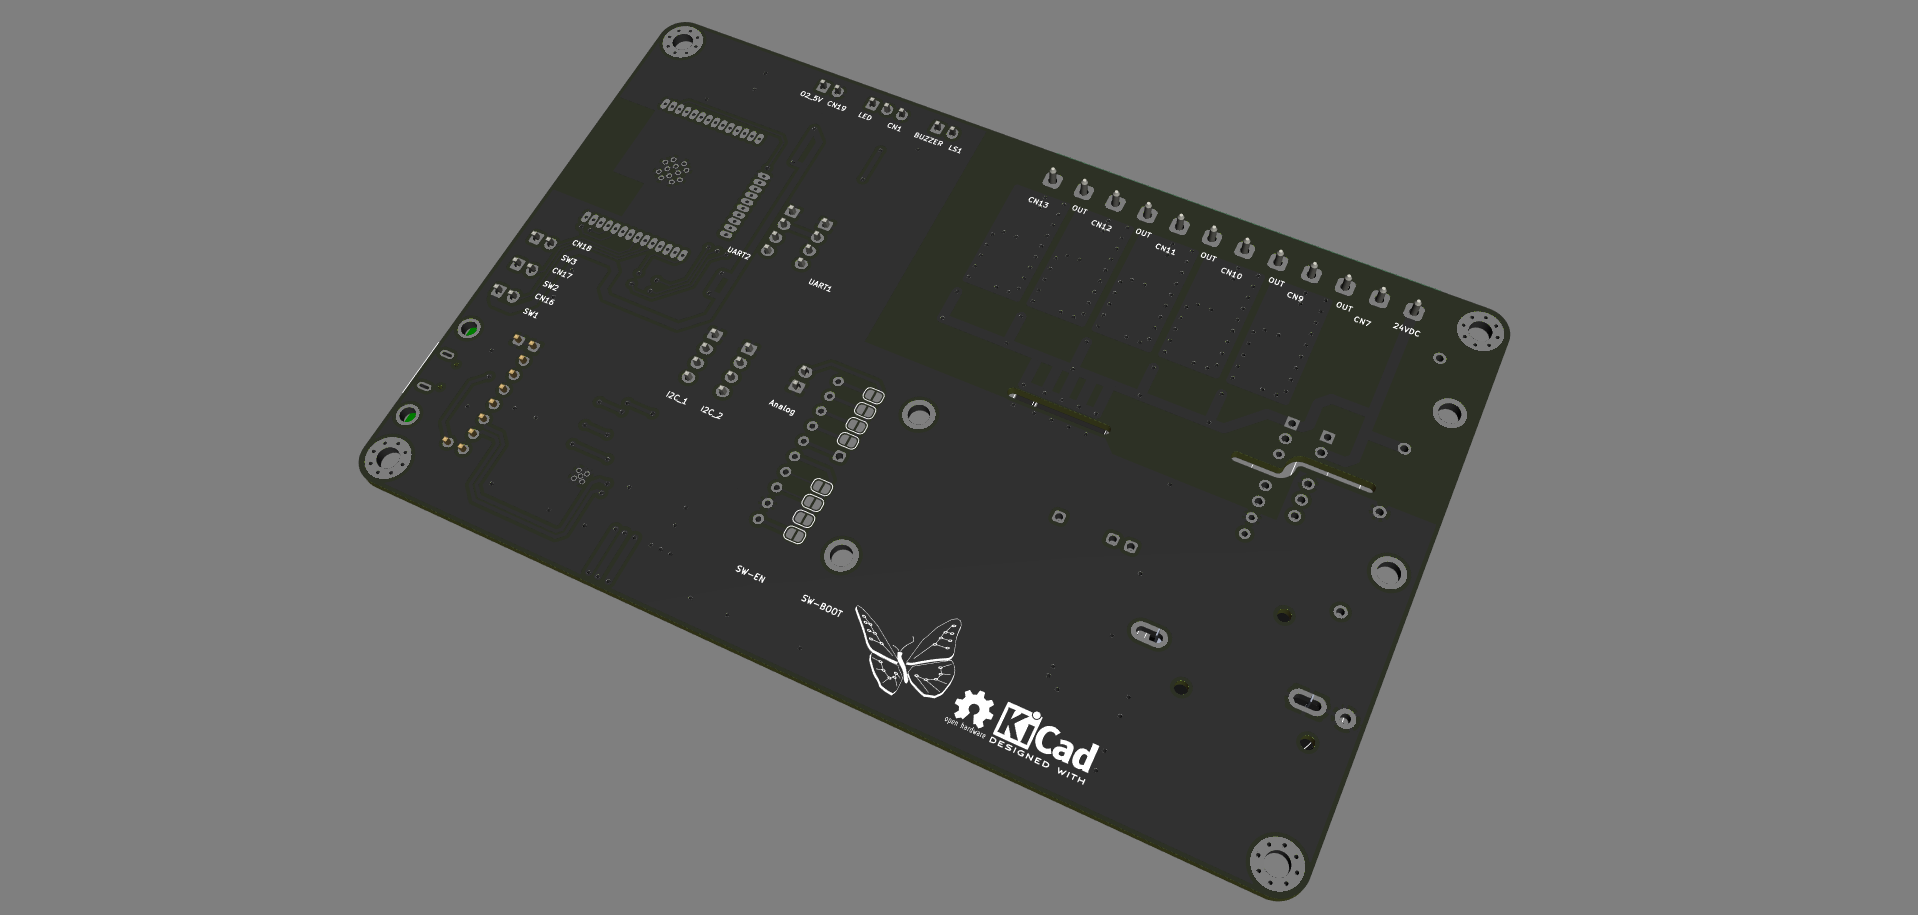 O2_5V CN19
LED CN1
BUZZER LS1
CN13 OUT CN12 OUT CN11 OUT CN10 OUT CN9 OUT CN7 24VDC
UART2
UART1
CN18
SW3
CN17
SW2
CN16
SW1
I2C_1 I2C_2
Analog
SW-EN
SW-BOOT
open hardware
KiCad
DESIGNED WITH